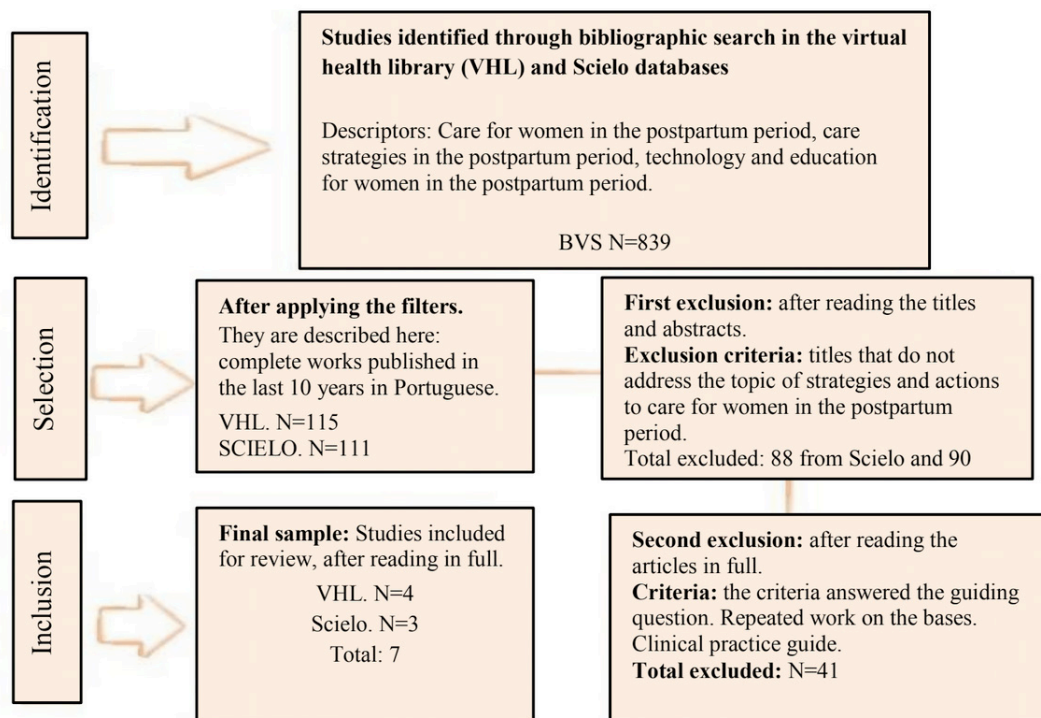 Identification
Studies identified through bibliographic search in the virtual
health library (VHL) and Scielo databases
Descriptors: Care for women in the postpartum period, care
strategies in the postpartum period, technology and education
for women in the postpartum period.
BVS N=839
Selection
After applying the filters.
They are described here:
complete works published in
the last 10 years in Portuguese.
VHL. N=115
SCIELO. N=111
First exclusion: after reading the titles
and abstracts.
Exclusion criteria: titles that do not
address the topic of strategies and actions
to care for women in the postpartum
period.
Total excluded: 88 from Scielo and 90
Inclusion
Final sample: Studies included
for review, after reading in full.
VHL. N=4
Scielo. N=3
Total: 7
Second exclusion: after reading the
articles in full.
Criteria: the criteria answered the guiding
question. Repeated work on the bases.
Clinical practice guide.
Total excluded: N=41